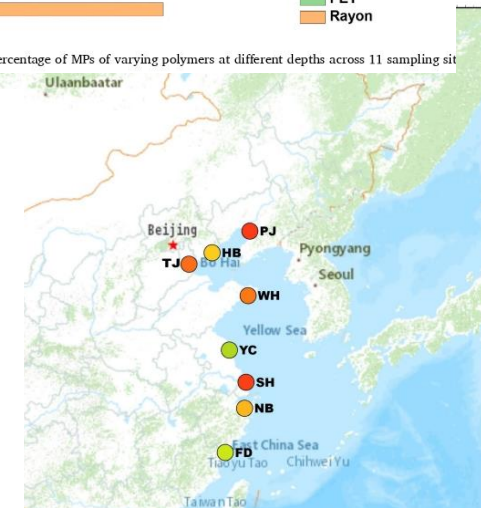 Rayon
ercentage of MPs of varying polymers at different depths across 11 sampling sit
Ulaanbaatar
Beijing
PJ
HB
TJ
Bo Hai
Pyongyang
Seoul
WH
Yellow Sea
YC
SH
NB
FD
East China Sea
Tiaoyu Tao
Chihwei Yu
Taiwan Tao